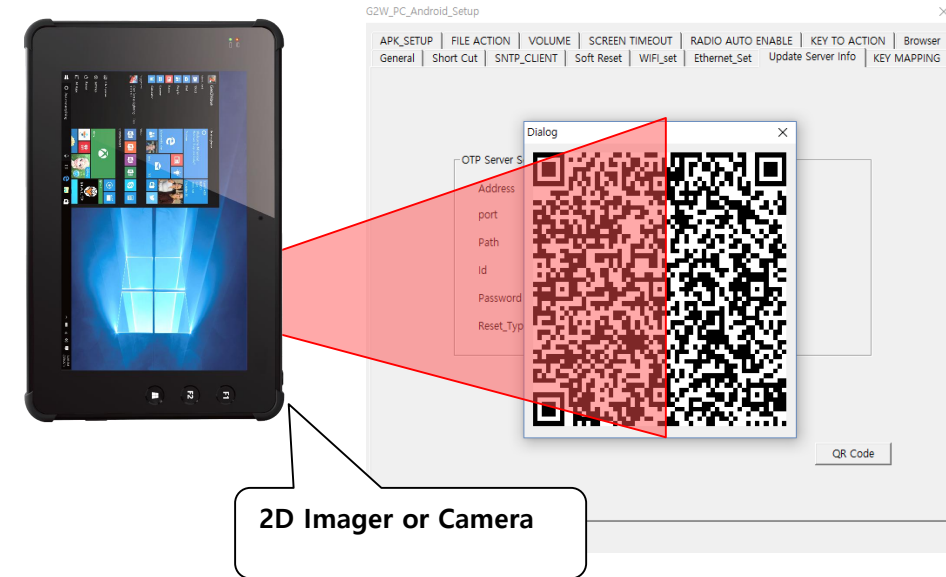 G2W_PC_Android_Setup
APK_SETUP FILE ACTION VOLUME SCREEN TIMEOUT RADIO AUTO ENABLE KEY TO ACTION Browser
General Short Cut SNTP_CLIENT Soft Reset WIFI_set Ethernet_Set Update Server Info KEY MAPPING
Dialog
OTP Server S
Address
port
Path
Id
Password
Reset_Typ
QR Code
F2
F1
2D Imager or Camera